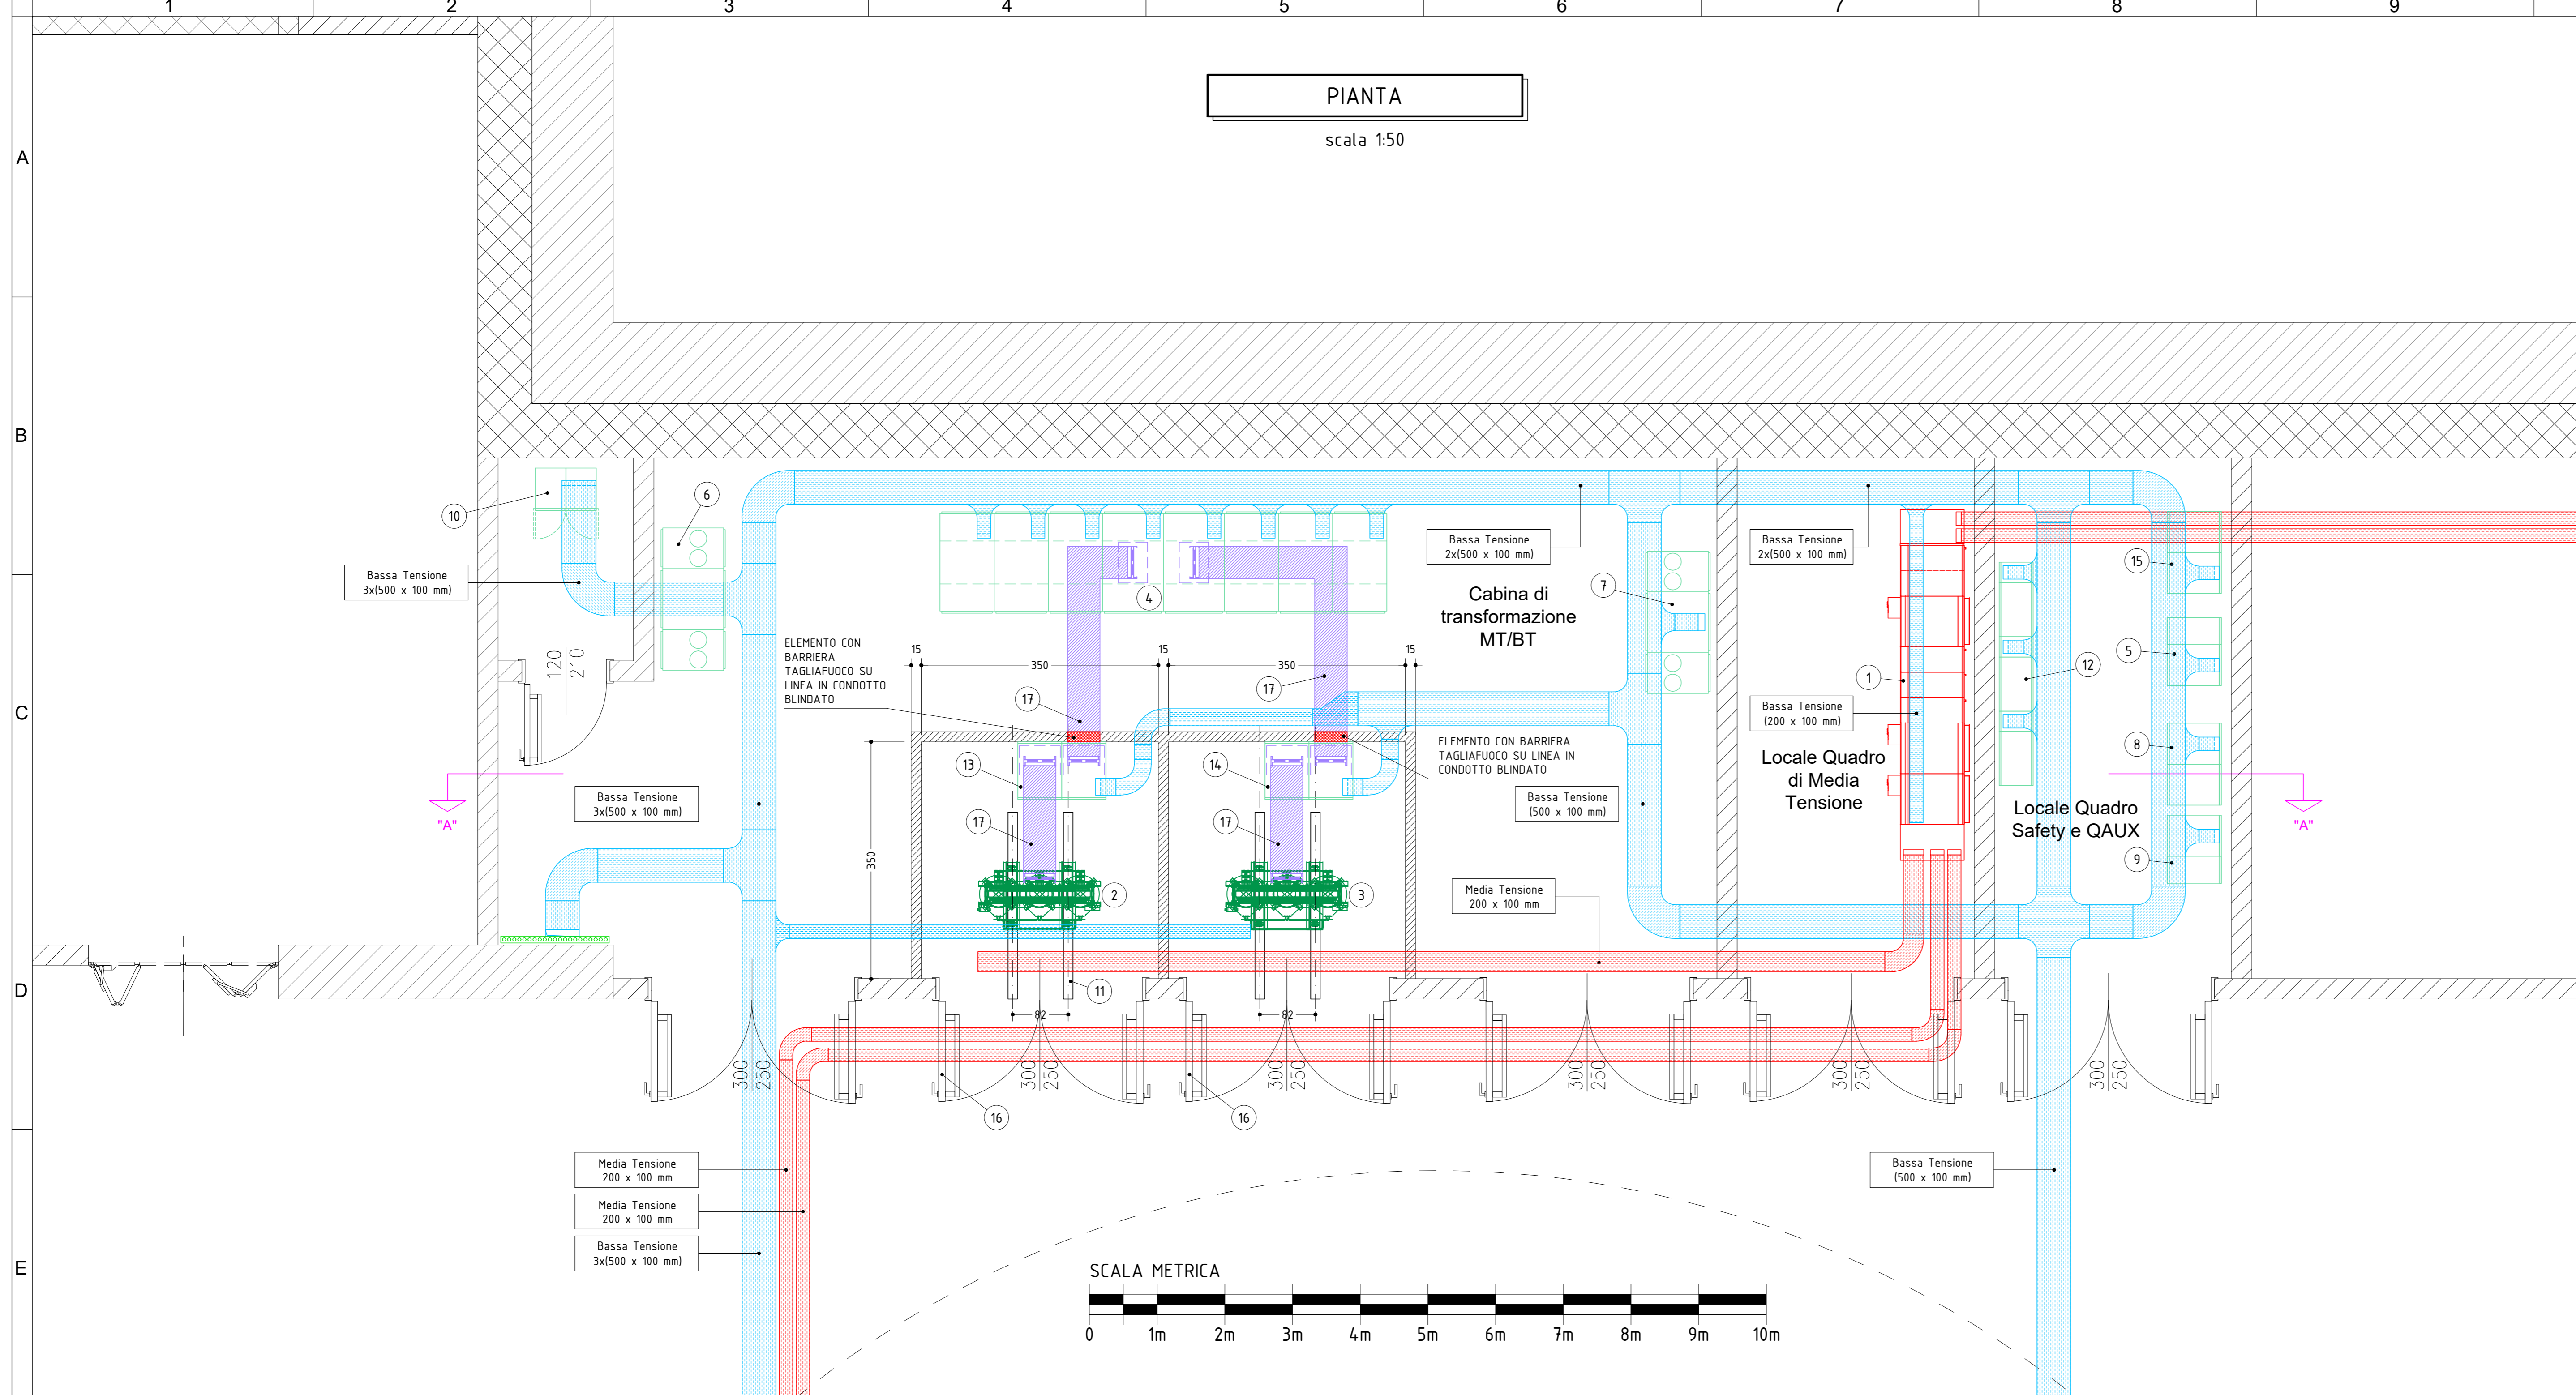 1 2 3 4 5 6 7 8 9
A
B
C
D
E
PIANTA
scala 1:50
10
6
Bassa Tensione
3x(500 x 100 mm)
120
210
"A"
Bassa Tensione
3x(500 x 100 mm)
ELEMENTO CON
BARRIERA
TAGLIAFUOCO SU
LINEA IN CONDOTTO
BLINDATO
15
350
15
350
15
350
4
17
17
13
14
17
17
2
3
11
82
82
ELEMENTO CON BARRIERA
TAGLIAFUOCO SU LINEA IN
CONDOTTO BLINDATO
Bassa Tensione
2x(500 x 100 mm)
Cabina di
transformazione
MT/BT
7
Bassa Tensione
(500 x 100 mm)
Media Tensione
200 x 100 mm
Bassa Tensione
2x(500 x 100 mm)
1
Bassa Tensione
(200 x 100 mm)
Locale Quadro
di Media
Tensione
12
15
5
8
9
Locale Quadro
Safety e QAUX
"A"
300
250
300
250
300
250
300
250
300
250
300
250
16
16
Media Tensione
200 x 100 mm
Media Tensione
200 x 100 mm
Bassa Tensione
3x(500 x 100 mm)
Bassa Tensione
(500 x 100 mm)
SCALA METRICA
0 1m 2m 3m 4m 5m 6m 7m 8m 9m 10m